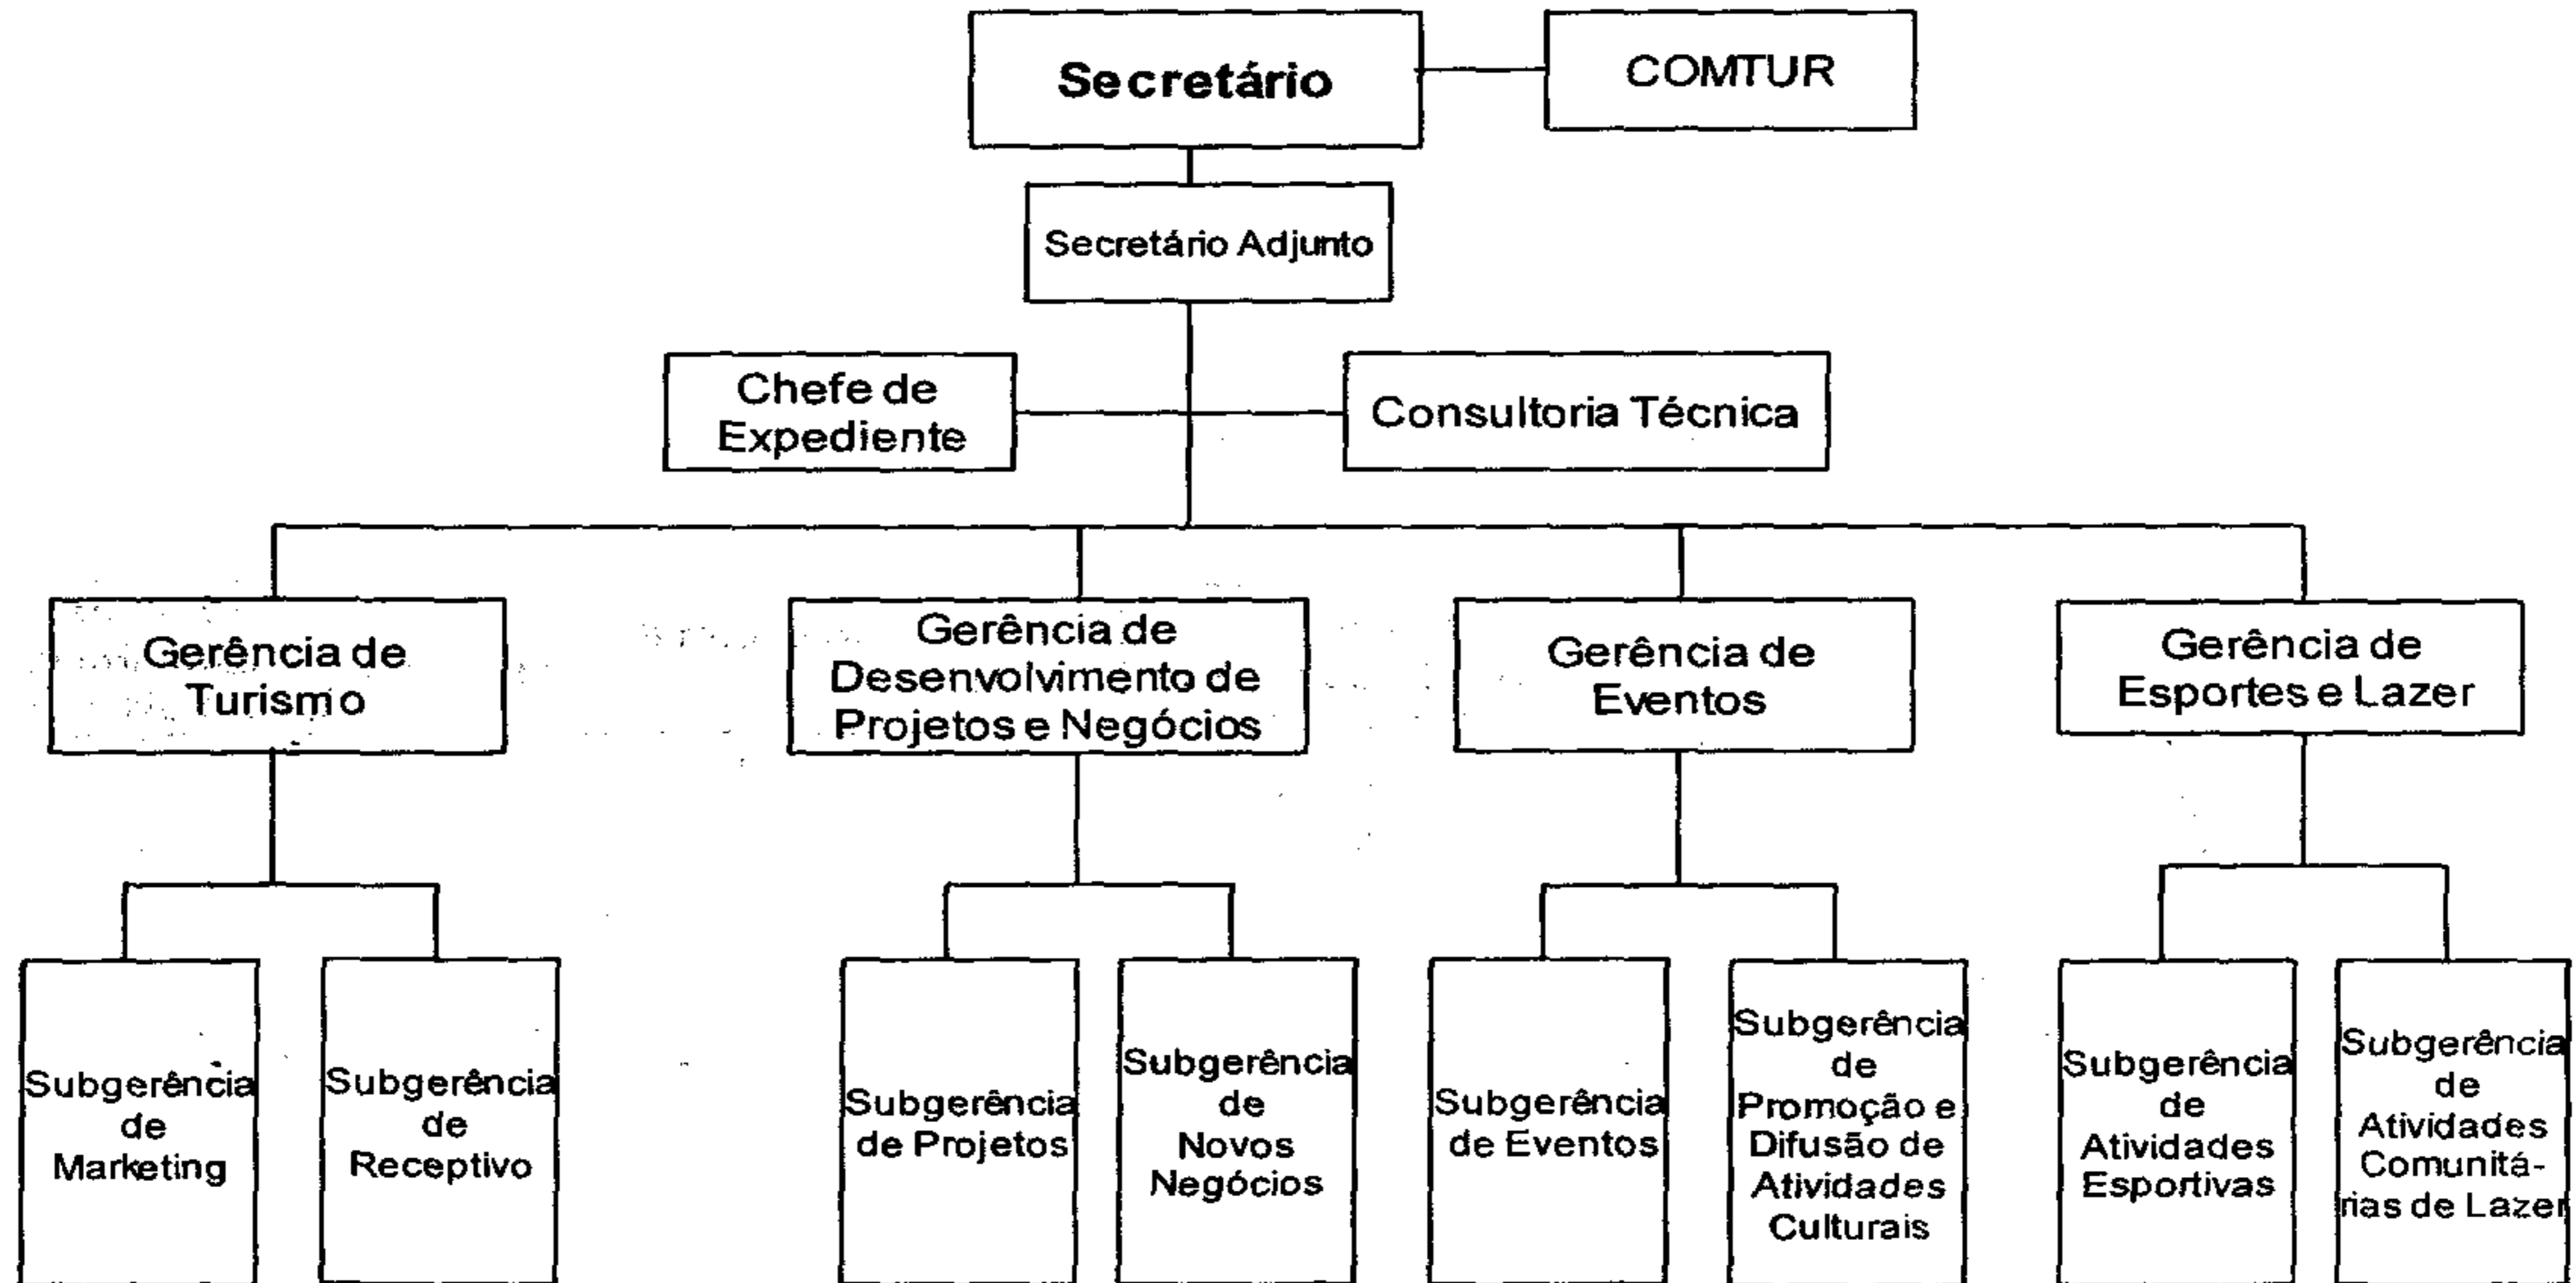 Secretário
COMTUR
Secretário Adjunto
Chefe de
Expediente
Consultoria Técnica
Gerência de
Turismo
Gerência de
Desenvolvimento de
Projetos e Negócios
Gerência de
Eventos
Gerência de
Esportes e Lazer
Subgerência
de
Marketing
Subgerência
de
Receptivo
Subgerência
de Projetos
Subgerência
de
Novos
Negócios
Subgerência
de Eventos
Subgerência
de
Promoção e
Difusão de
Atividades
Culturais
Subgerência
de
Atividades
Esportivas
Subgerência
de
Atividades
Comunitá-
rias de Lazer